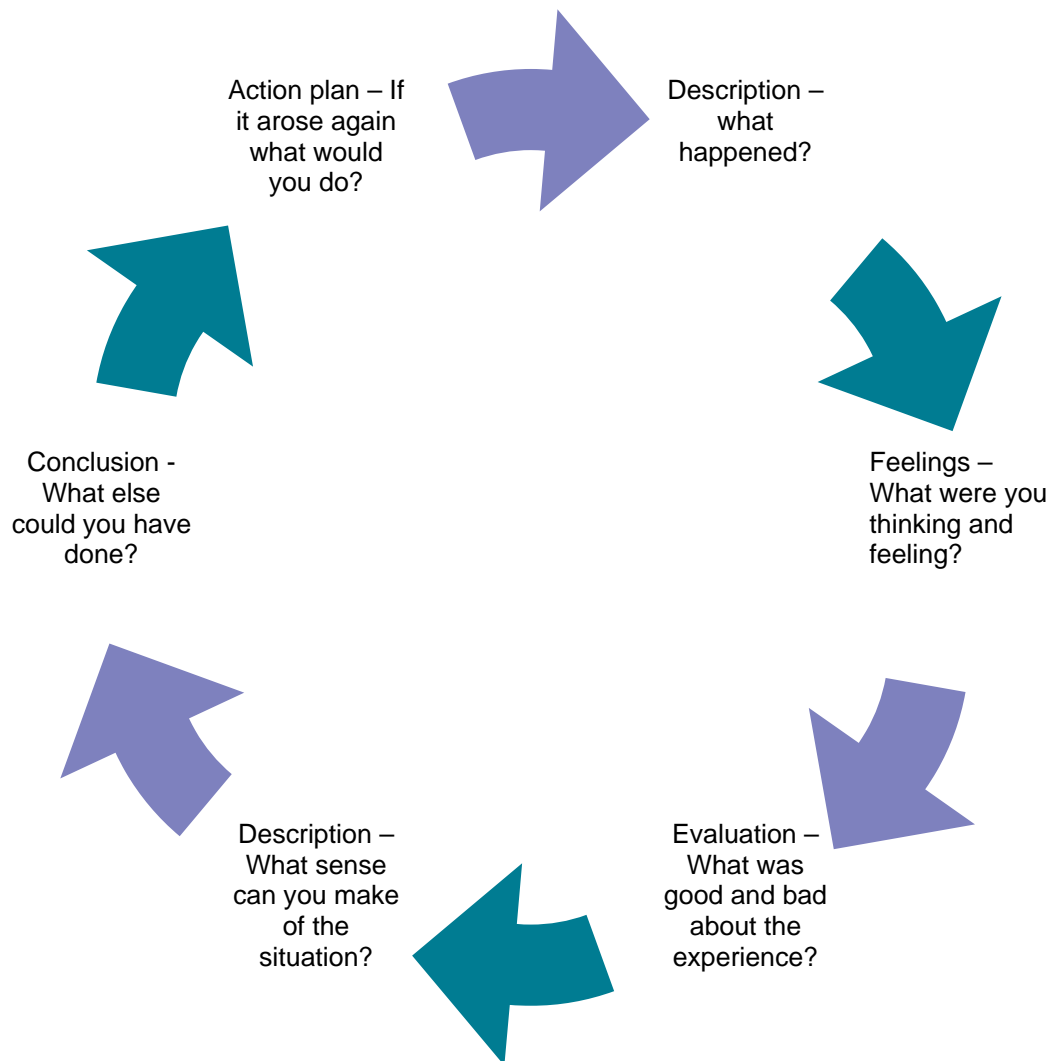 Action plan – If
it arose again
what would
you do?
Description –
what
happened?
Feelings –
What were you
thinking and
feeling?
Evaluation –
What was
good and bad
about the
experience?
Description –
What sense
can you make
of the
situation?
Conclusion -
What else
could you have
done?